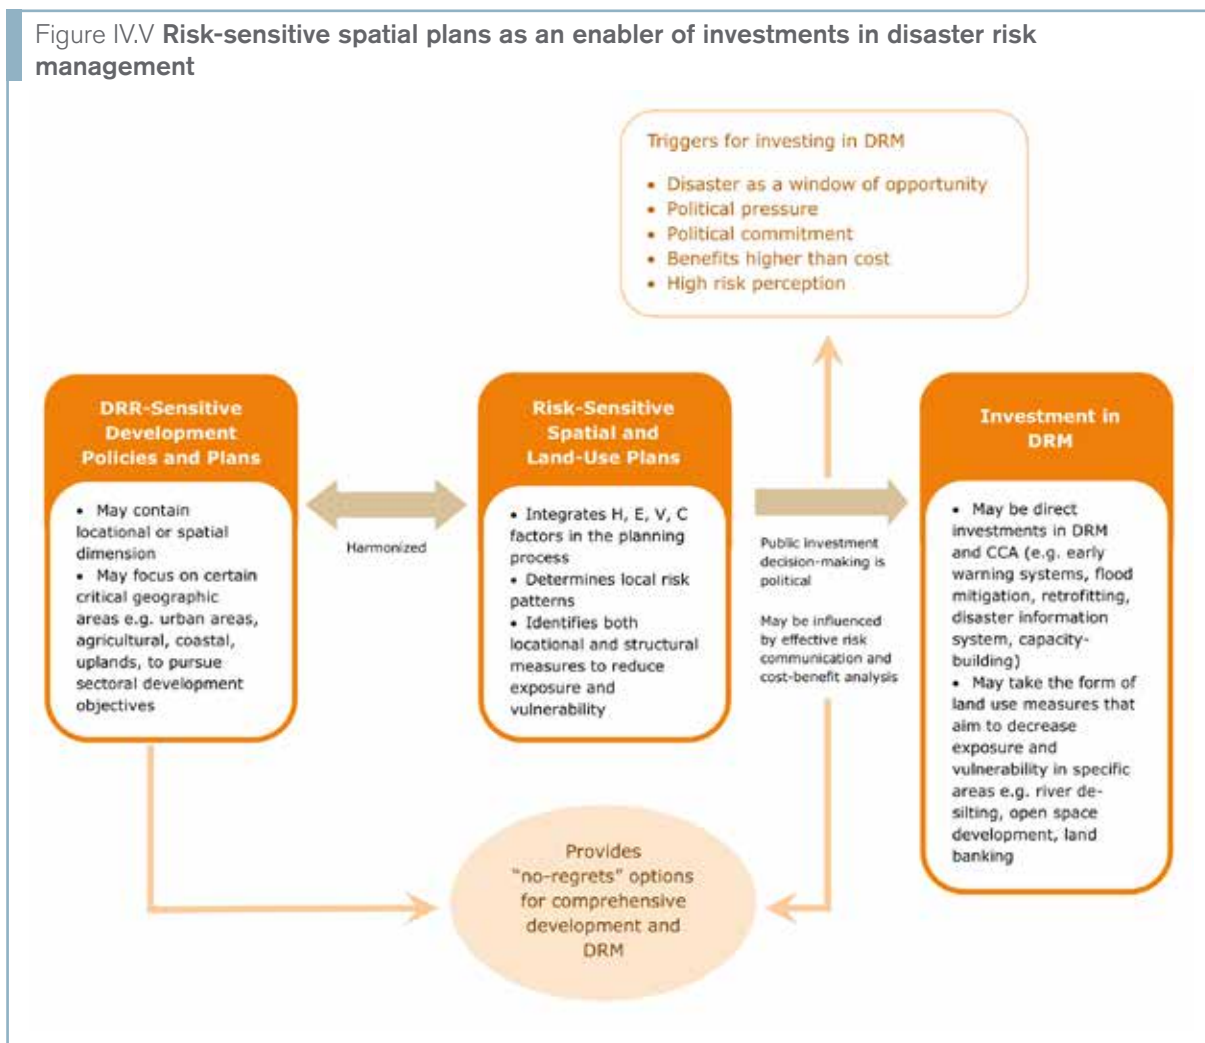 Figure IV.V Risk-sensitive spatial plans as an enabler of investments in disaster risk
management
Triggers for investing in DRM
• Disaster as a window of opportunity
• Political pressure
• Political commitment
• Benefits higher than cost
• High risk perception
DRR-Sensitive
Development
Policies and Plans
• May contain
locational or spatial
dimension
• May focus on certain
critical geographic
areas e.g. urban areas,
agricultural, coastal,
uplands, to pursue
sectoral development
objectives
Harmonized
Risk-Sensitive
Spatial and
Land-Use Plans
• Integrates H, E, V, C
factors in the planning
process
• Determines local risk
patterns
• Identifies both
locational and structural
measures to reduce
exposure and
vulnerability
Public investment
decision-making is
political
May be influenced
by effective risk
communication and
cost-benefit analysis
Investment in
DRM
• May be direct
investments in DRM
and CCA (e.g. early
warning systems, flood
mitigation, retrofitting,
disaster information
system, capacity-
building)
• May take the form of
land use measures that
aim to decrease
exposure and
vulnerability in specific
areas e.g. river de-
silting, open space
development, land
banking
Provides
"no-regrets" options
for comprehensive
development and
DRM